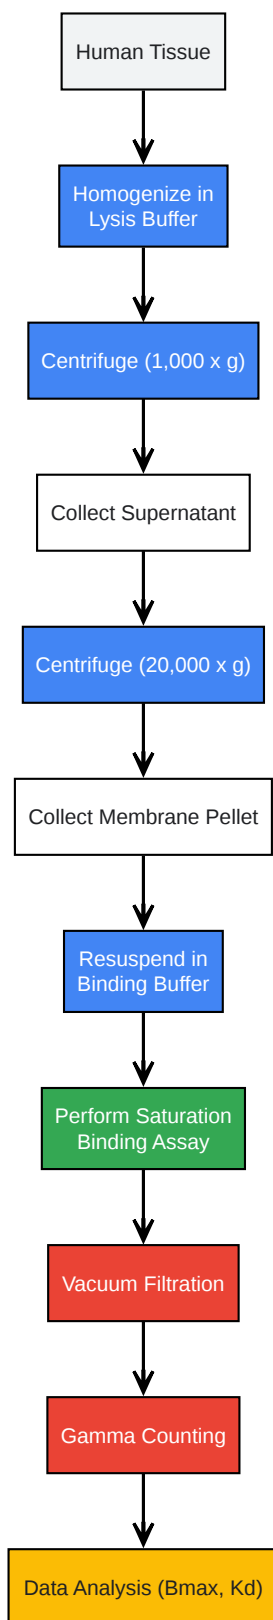 Human Tissue
Homogenize in
Lysis Buffer
Centrifuge (1,000 x g)
Collect Supernatant
Centrifuge (20,000 x g)
Collect Membrane Pellet
Resuspend in
Binding Buffer
Perform Saturation
Binding Assay
Vacuum Filtration
Gamma Counting
Data Analysis (Bmax, Kd)